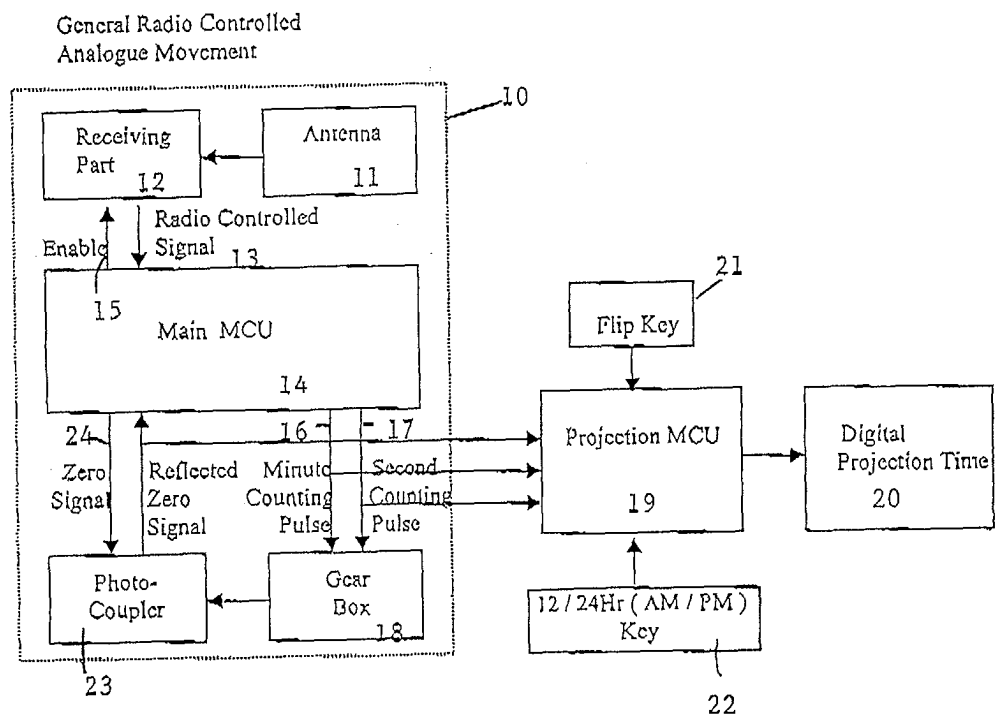 General Radio Controlled
Analogue Movement
10
Receiving
Part
12
Antenna
11
Enable
Radio Controlled
Signal
13
15
Main MCU
14
21
Flip Key
24
16
17
Zero
Signal
Reflected
Zero
Signal
Minute
Counting
Pulse
Second
Counting
Pulse
Projection MCU
19
Digital
Projection Time
20
Photo-
Coupler
Gear
Box
18
12 / 24Hr ( AM / PM )
Key
23
22